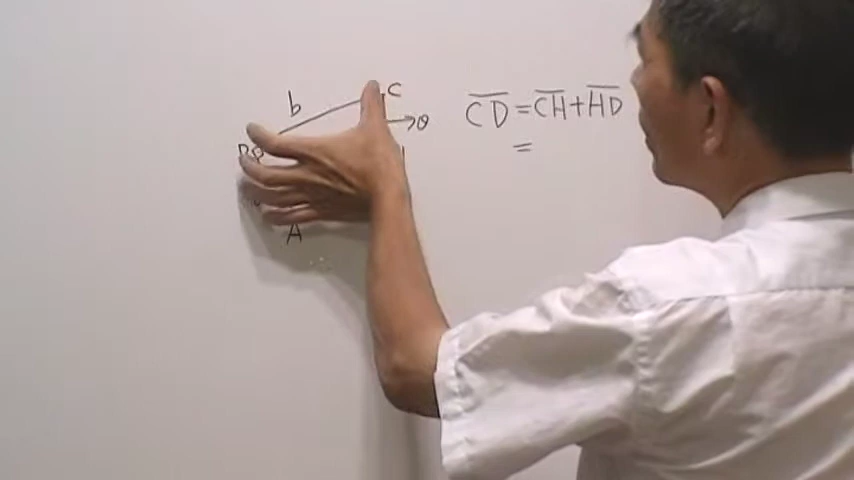 b
C
θ
A
CD = CH + HD
=